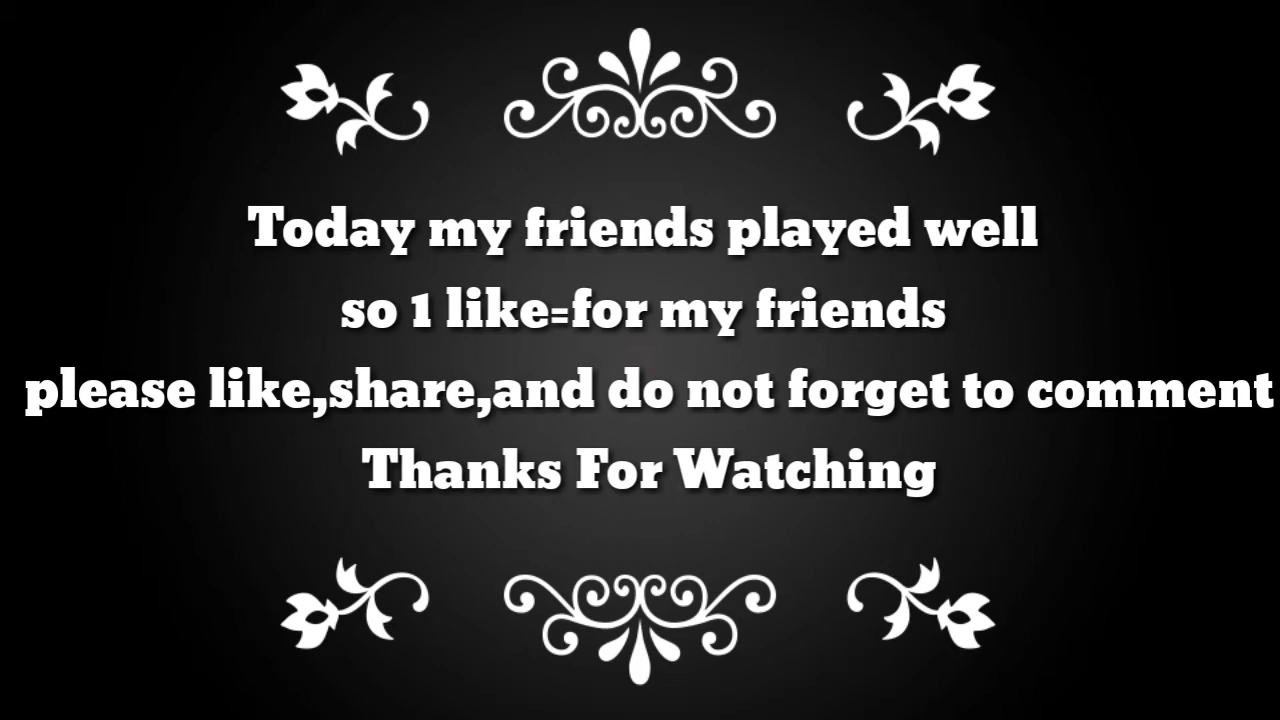 Today my friends played well
so 1 like=for my friends
please like,share,and do not forget to comment
Thanks For Watching